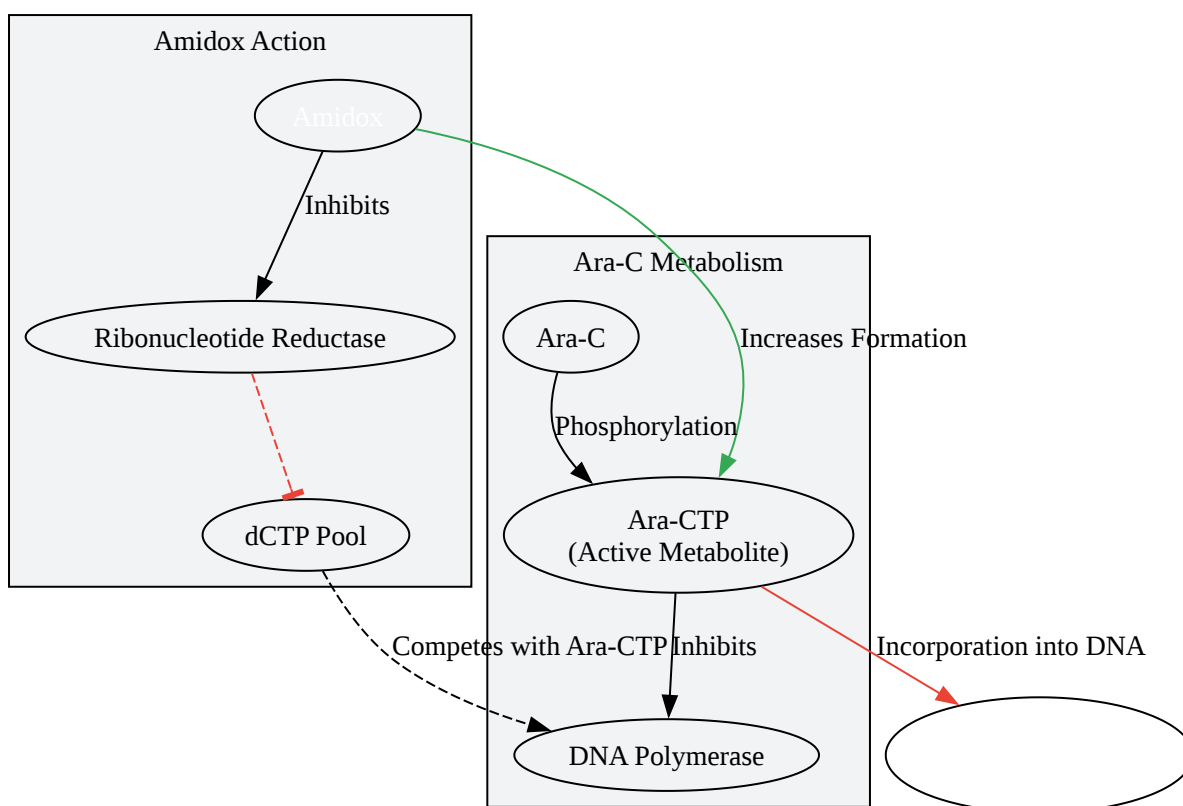 Amidox Action
Amidox
Inhibits
Ara-C Metabolism
Ribonucleotide Reductase
Ara-C
Increases Formation
Phosphorylation
dCTP Pool
Ara-CTP
(Active Metabolite)
Competes with Ara-CTP
Inhibits
Incorporation into DNA
DNA Polymerase